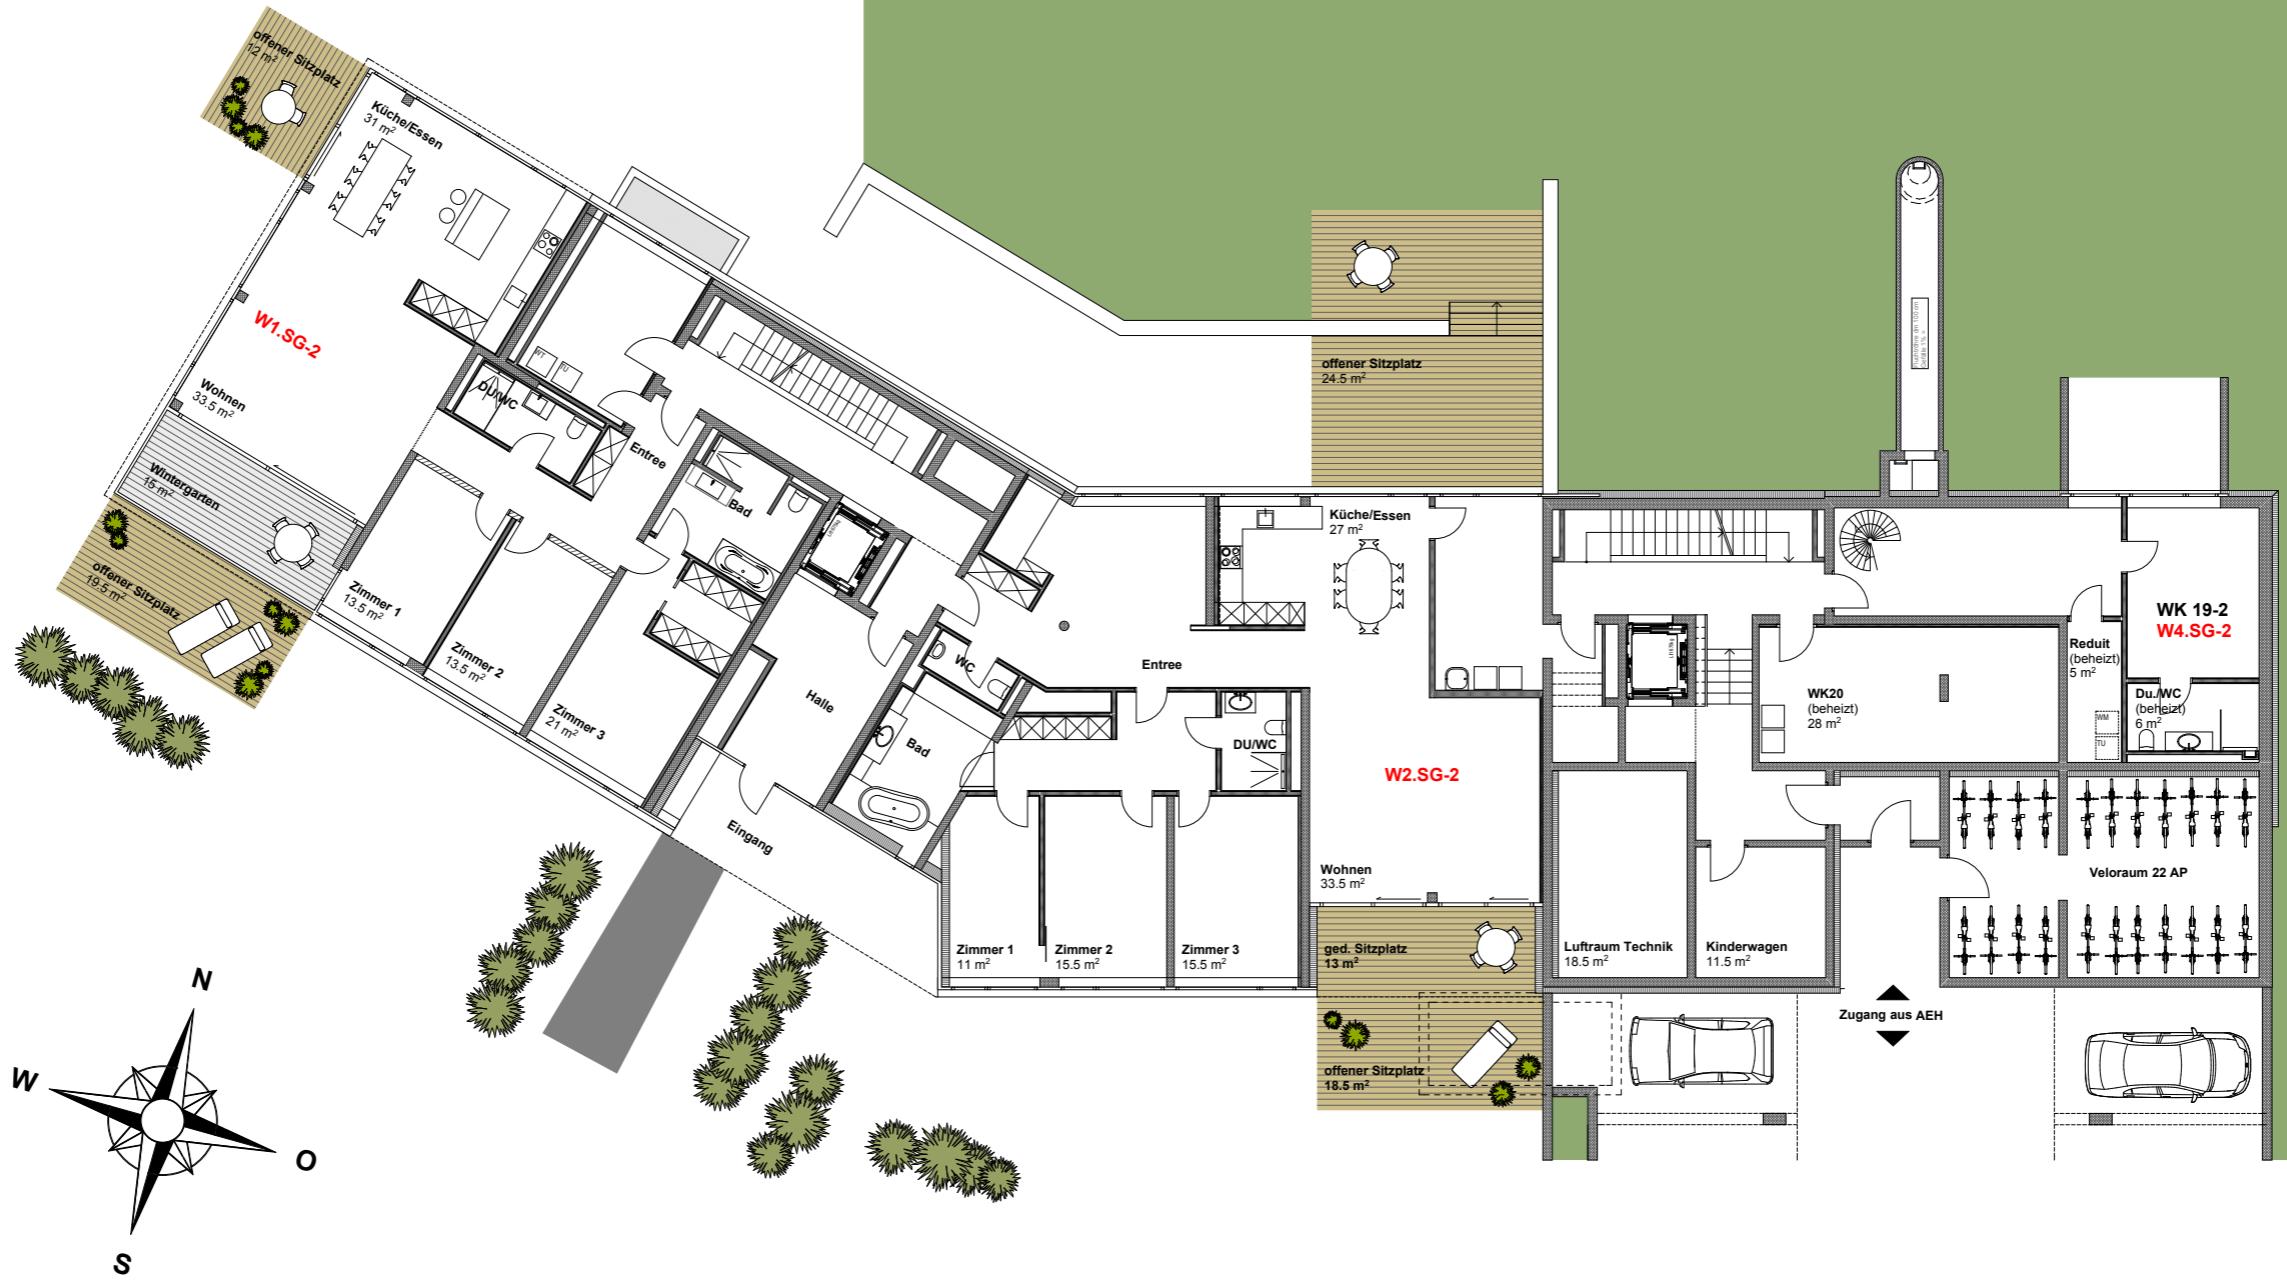 offener Sitzplatz
12 m²
Küche/Essen
31 m²
W1.SG-2
Wohnen
33.5 m²
Wintergarten
15 m²
offener Sitzplatz
19.5 m²
WT
TU
DU/WC
Entree
Bad
Zimmer 1
13.5 m²
Zimmer 2
13.5 m²
Zimmer 3
21 m²
Halle
Eingang
WC
Bad
Entree
DU/WC
Zimmer 1
11 m²
Zimmer 2
15.5 m²
Zimmer 3
15.5 m²
Küche/Essen
27 m²
offener Sitzplatz
24.5 m²
W2.SG-2
Wohnen
33.5 m²
ged. Sitzplatz
13 m²
offener Sitzplatz
18.5 m²
WK20
(beheizt)
28 m²
Reduit
(beheizt)
5 m²
WM
TU
WK 19-2
W4.SG-2
Du./WC
(beheizt)
6 m²
Luftraum Technik
18.5 m²
Kinderwagen
11.5 m²
Veloraum 22 AP
Zugang aus AEH
N
W
O
S